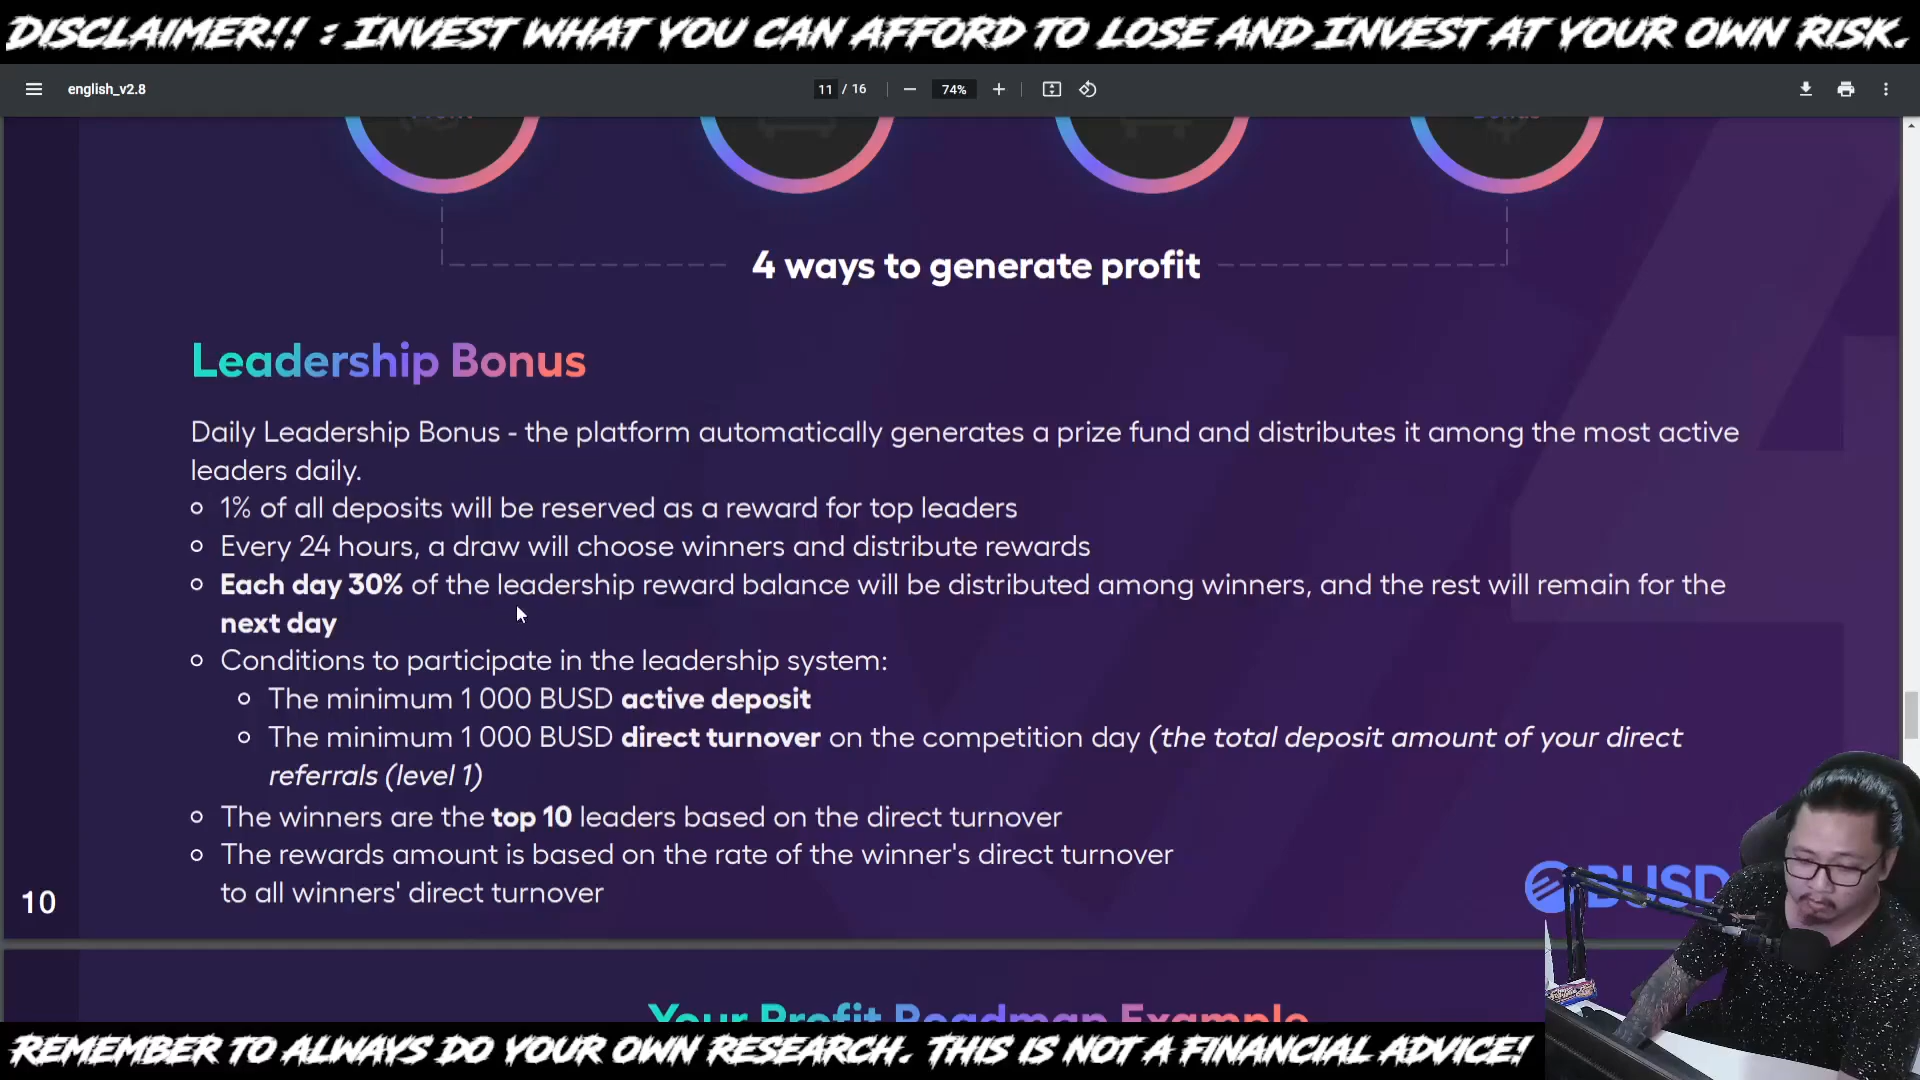 DISCLAIMER!! : INVEST WHAT YOU CAN AFFORD TO LOSE AND INVEST AT YOUR OWN RISK.
english_v2.8
11 / 16
74%
4 ways to generate profit
Leadership Bonus
Daily Leadership Bonus - the platform automatically generates a prize fund and distributes it among the most active
leaders daily.
1% of all deposits will be reserved as a reward for top leaders
Every 24 hours, a draw will choose winners and distribute rewards
Each day 30% of the leadership reward balance will be distributed among winners, and the rest will remain for the
next day
Conditions to participate in the leadership system:
The minimum 1 000 BUSD active deposit
The minimum 1 000 BUSD direct turnover on the competition day (the total deposit amount of your direct
referrals (level 1)
The winners are the top 10 leaders based on the direct turnover
The rewards amount is based on the rate of the winner's direct turnover
to all winners' direct turnover
10
BUSD
Your Profit Roadmap Example
REMEMBER TO ALWAYS DO YOUR OWN RESEARCH. THIS IS NOT A FINANCIAL ADVICE!